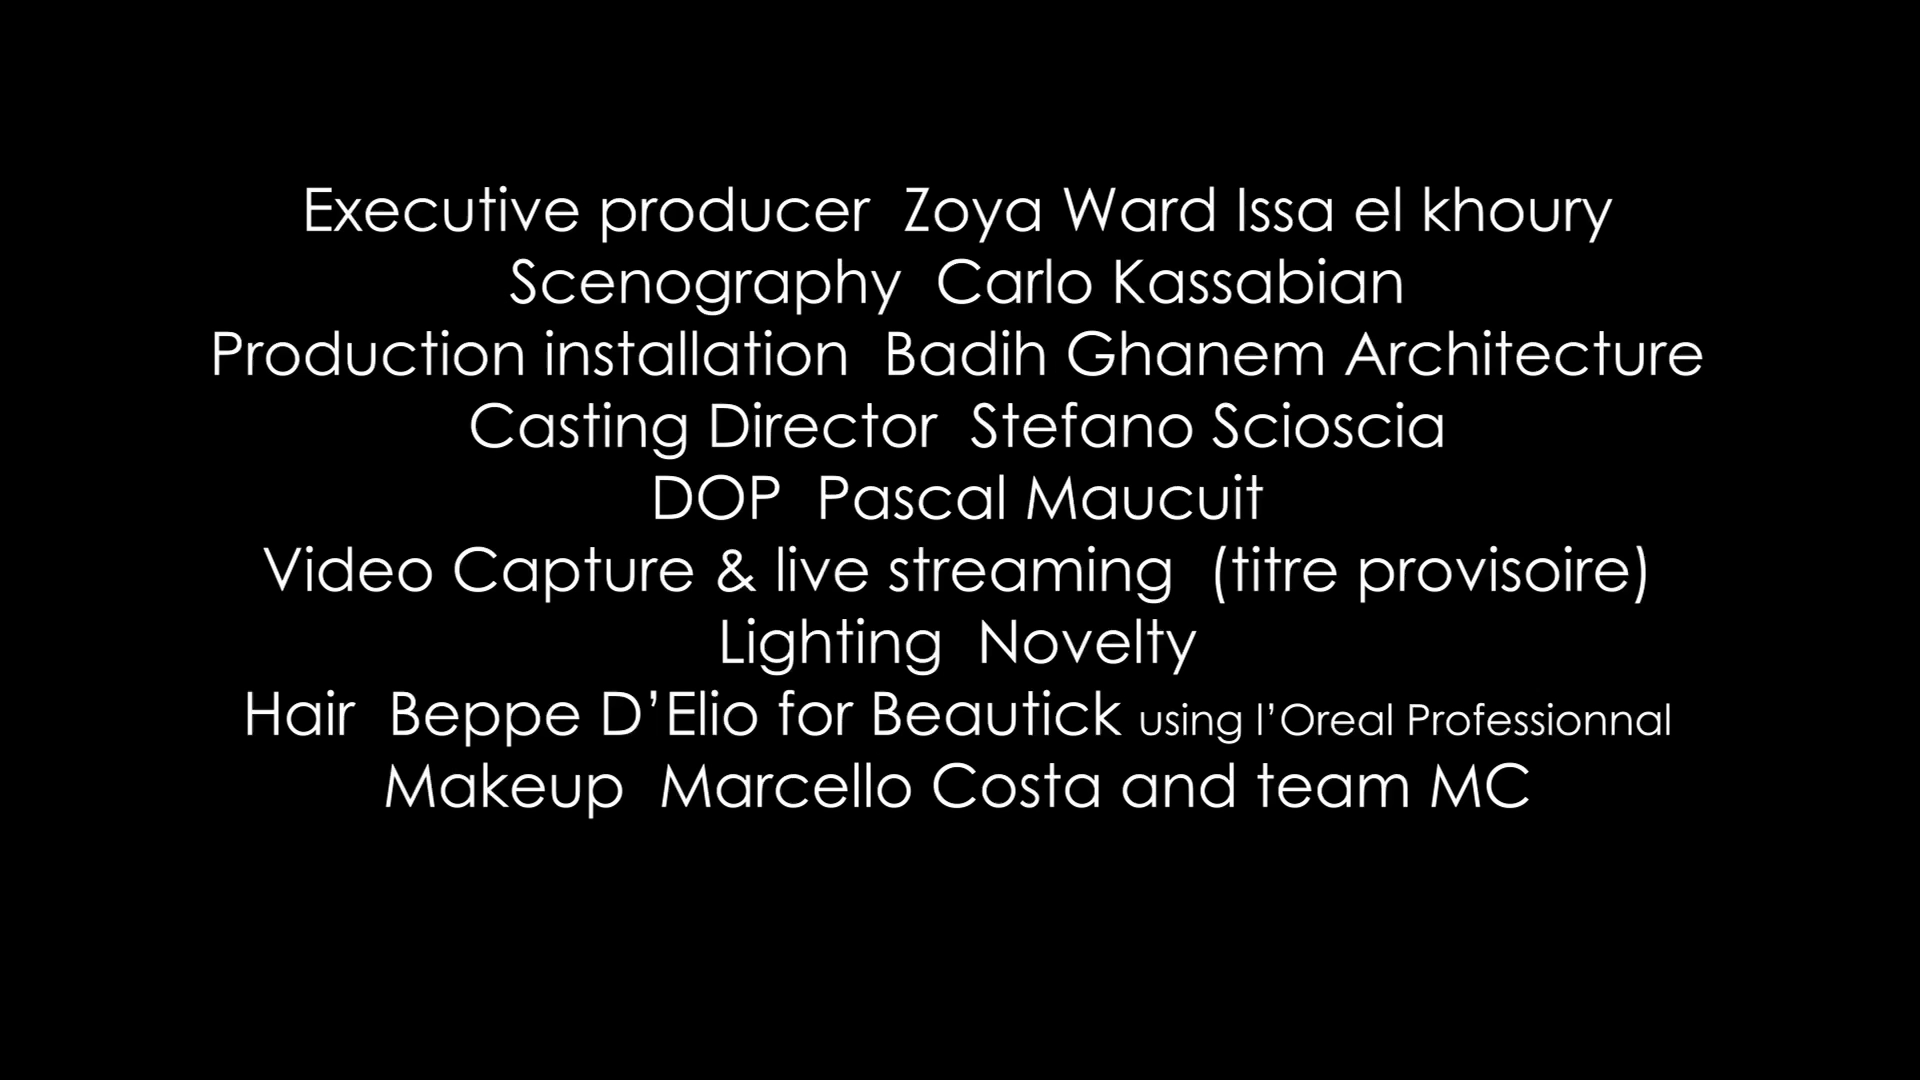 Executive producer  Zoya Ward Issa el khoury
Scenography  Carlo Kassabian
Production installation  Badih Ghanem Architecture
Casting Director  Stefano Scioscia
DOP  Pascal Maucuit
Video Capture & live streaming  (titre provisoire)
Lighting  Novelty
Hair  Beppe D’Elio for Beautick using l’Oreal Professionnal
Makeup  Marcello Costa and team MC